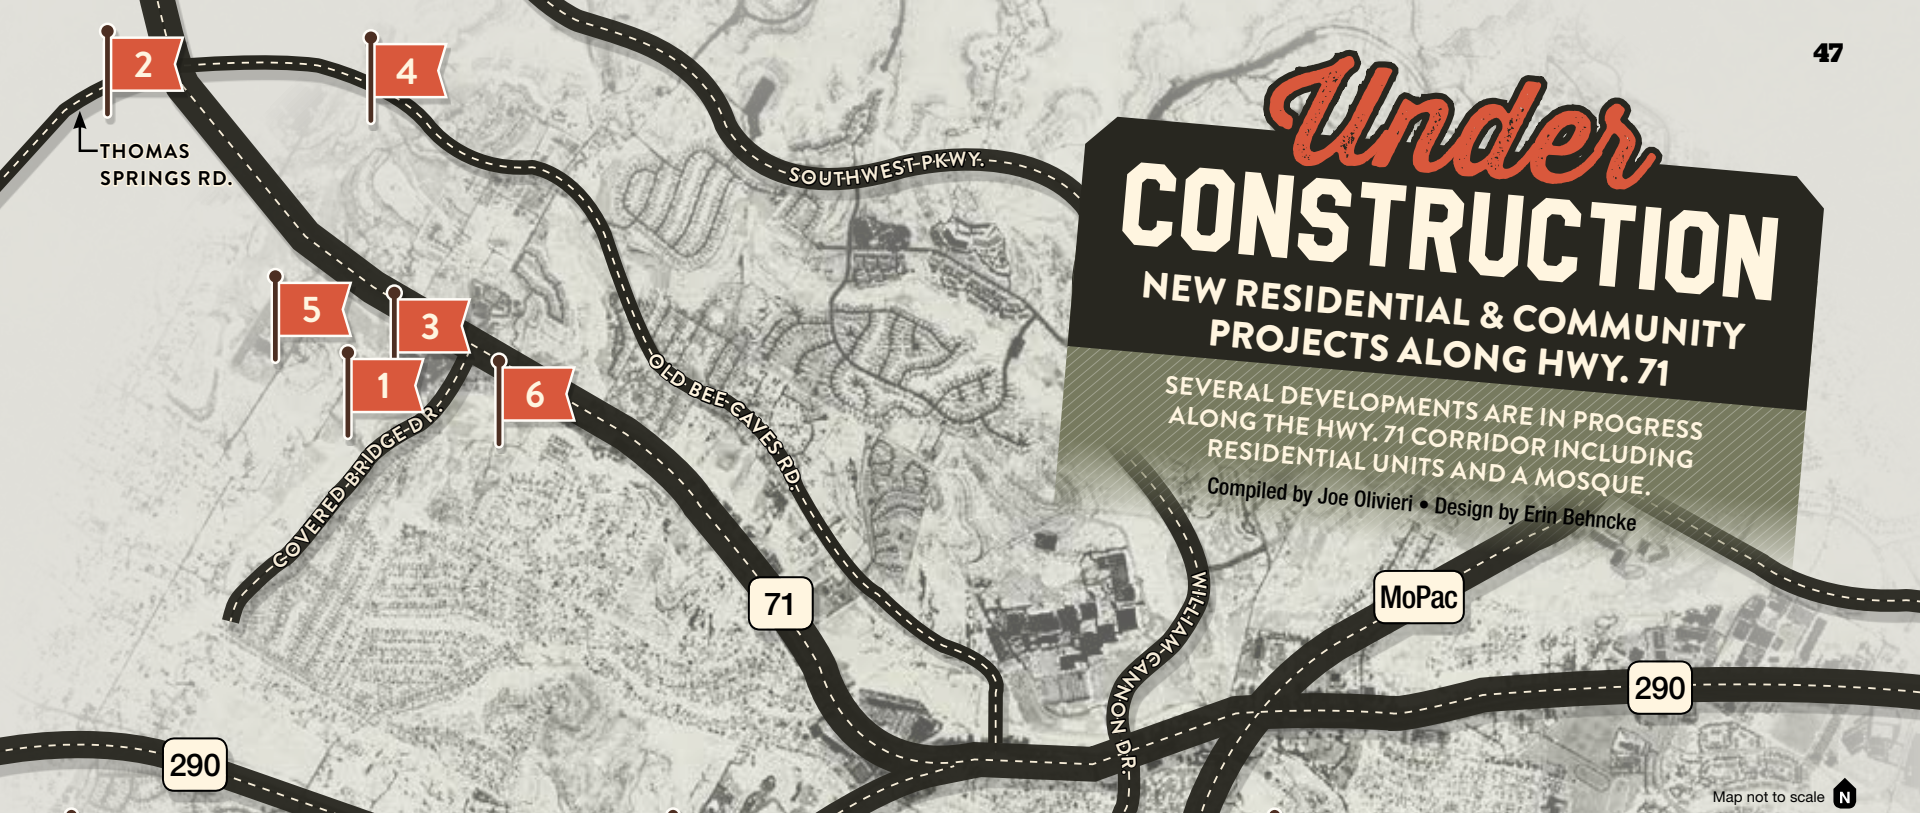 47
Under
CONSTRUCTION
NEW RESIDENTIAL & COMMUNITY
PROJECTS ALONG HWY. 71
SEVERAL DEVELOPMENTS ARE IN PROGRESS
ALONG THE HWY. 71 CORRIDOR INCLUDING
RESIDENTIAL UNITS AND A MOSQUE.
Compiled by Joe Olivieri • Design by Erin Behncke
2
4
THOMAS
SPRINGS RD.
SOUTHWEST PKWY.
5
3
1
6
OLD BEE CAVES RD.
COVERED BRIDGE DR.
71
WILLIAM CANNON DR.
MoPac
290
290
Map not to scale
N